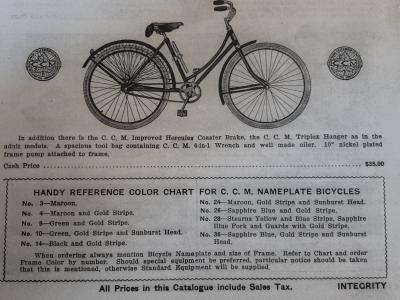 In addition there is the C. C. M. Improved Hercules Coaster Brake, the C. C. M. Triplex Hanger as in the
adult models. A spacious tool bag containing C. C. M. 4-in-1 Wrench and well made oiler. 10" nickel plated
frame pump attached to frame.
Cash Price ........ $35.00
HANDY REFERENCE COLOR CHART FOR C. C. M. NAMEPLATE BICYCLES
No. 3—Maroon.
No. 4—Maroon and Gold Stripe.
No. 9—Green and Gold Stripe.
No. 10—Green, Gold Stripe and Sunburst Head.
No. 14—Black and Gold Stripe.
No. 24—Maroon, Gold Stripe and Sunburst Head.
No. 26—Sapphire Blue and Gold Stripe.
No. 28—Stearns Yellow and Blue Stripe, Sapphire
Blue Fork and Guards with Gold Stripe.
No. 36—Sapphire Blue, Gold Stripe and Sunburst
Head.
When ordering always mention Bicycle Nameplate and size of Frame. Refer to Chart and order
Frame Color by number. Should special equipment be preferred, particular notice should be taken
that this is mentioned, otherwise Standard Equipment will be supplied.
All Prices in this Catalogue include Sales Tax.
INTEGRITY